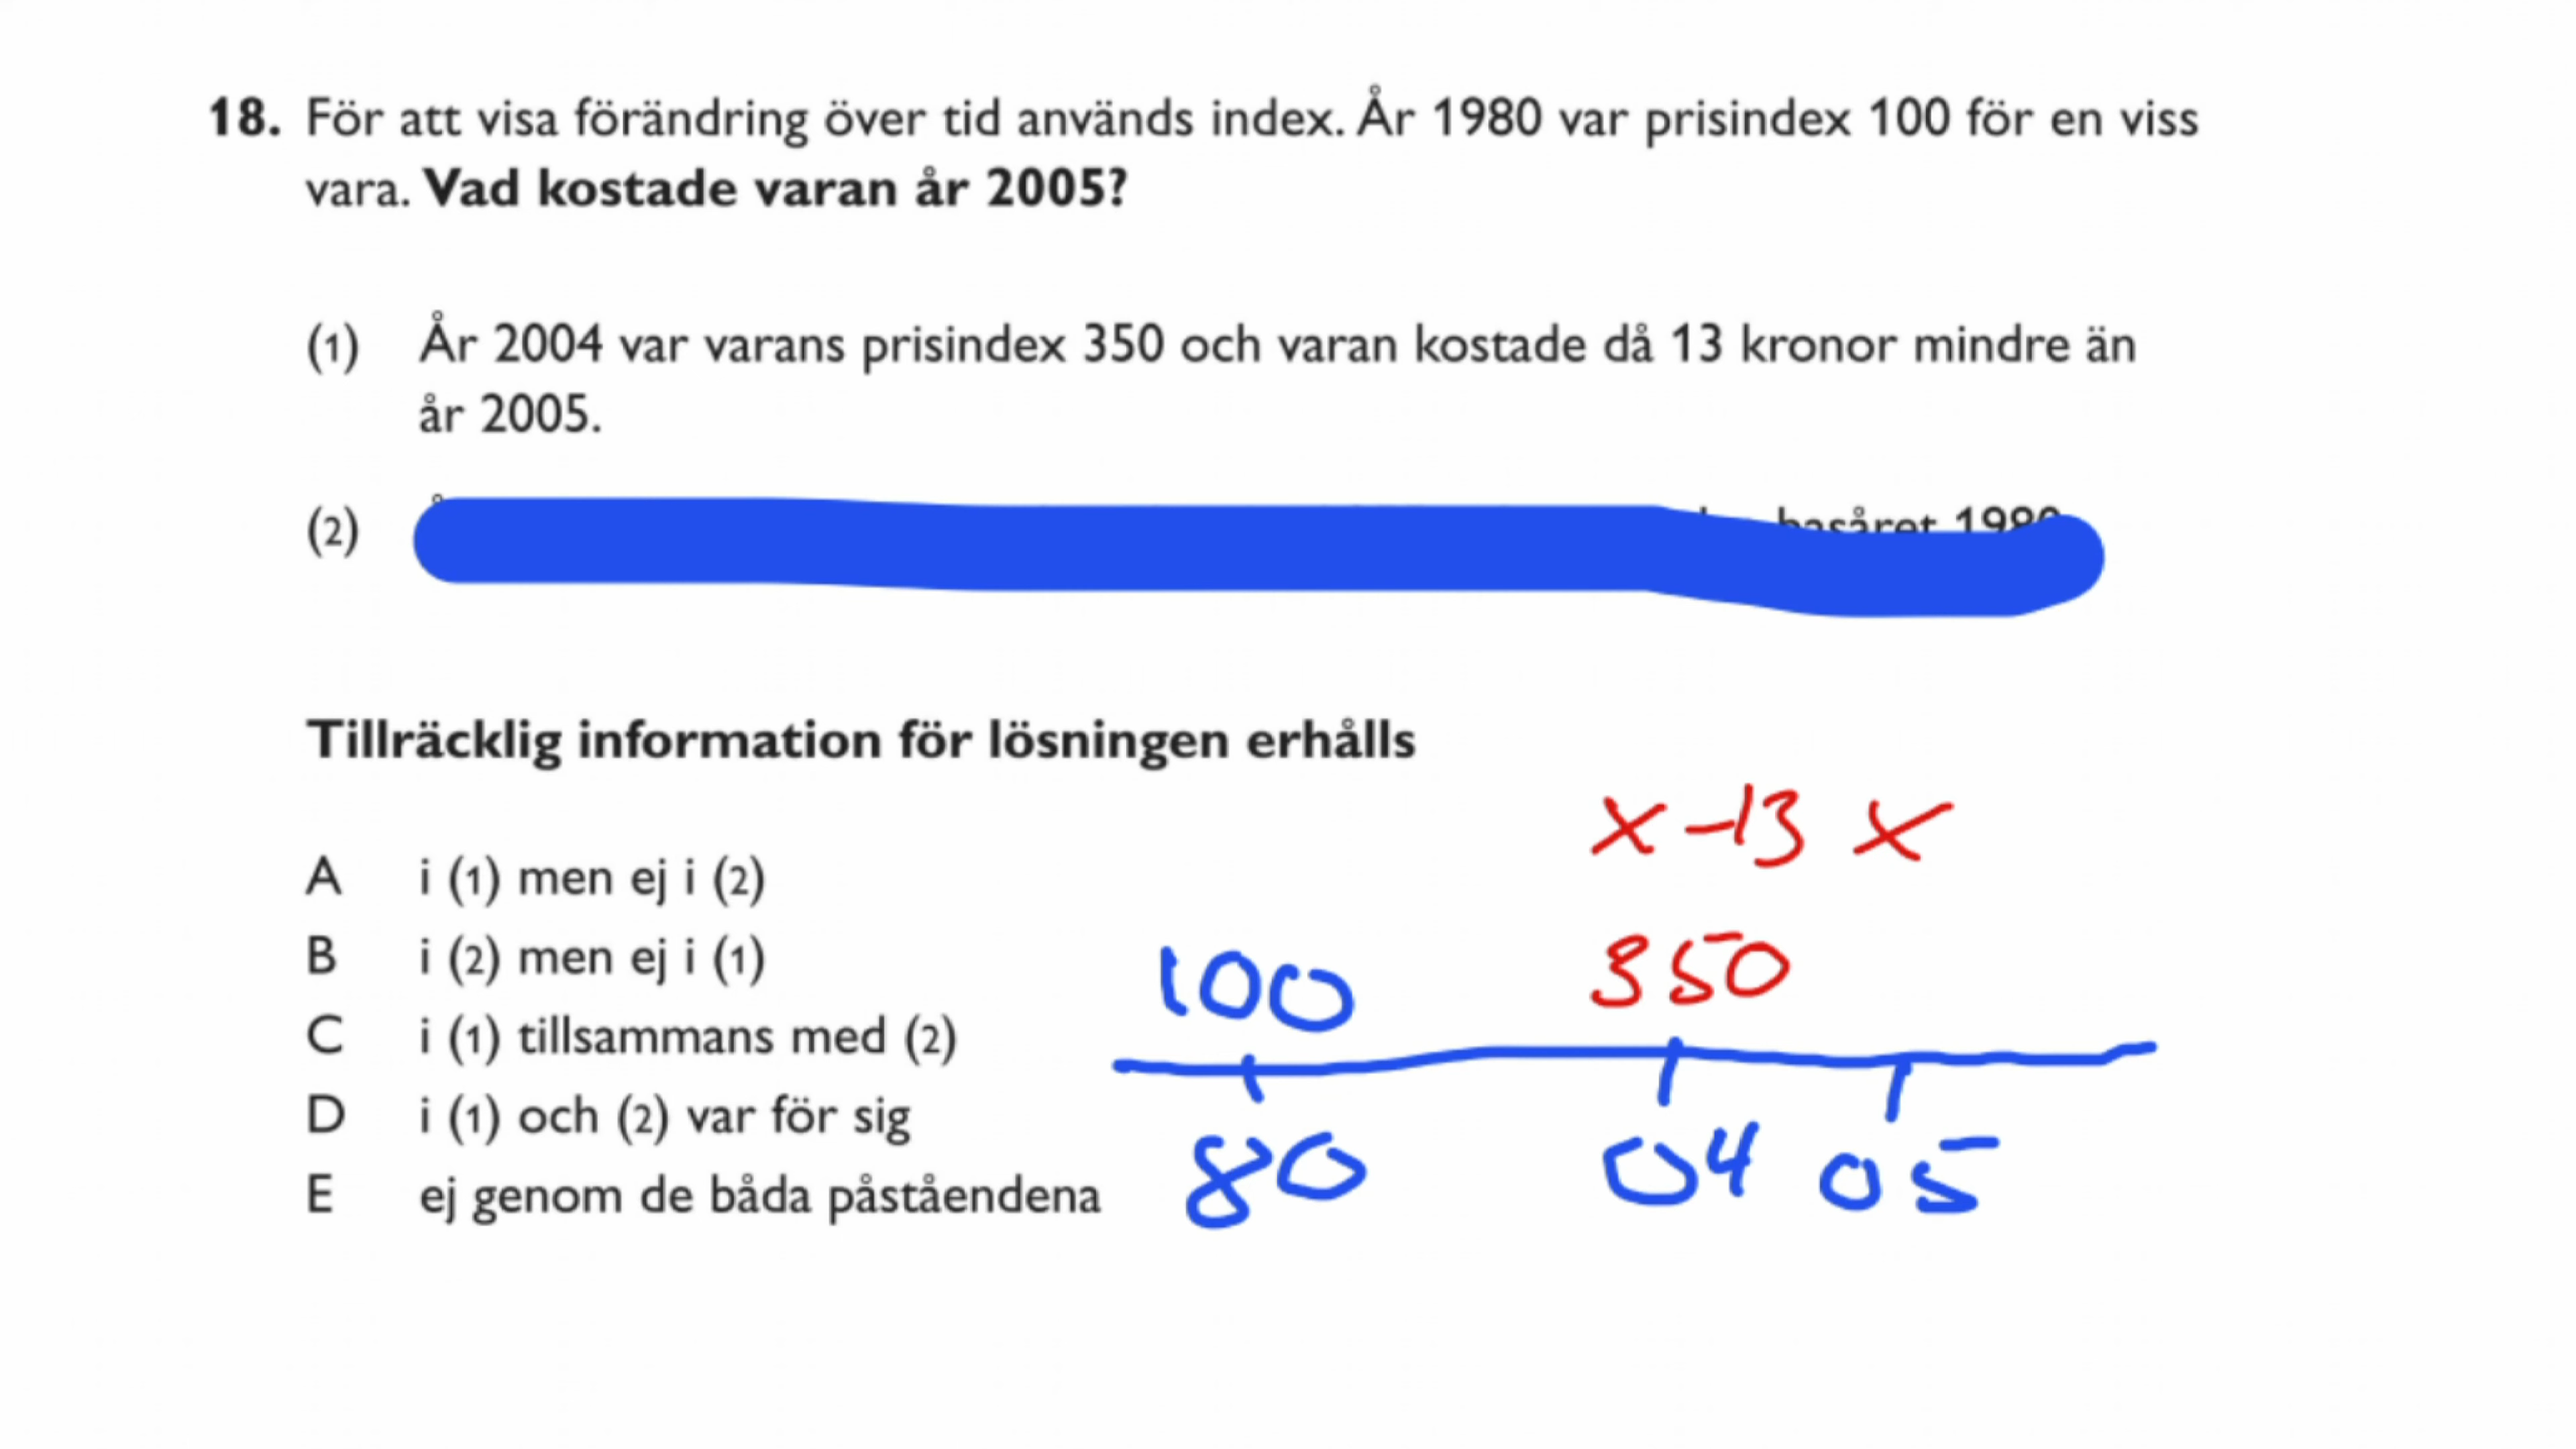 18. För att visa förändring över tid används index. År 1980 var prisindex 100 för en viss
vara. Vad kostade varan år 2005?
(1) År 2004 var varans prisindex 350 och varan kostade då 13 kronor mindre än
år 2005.
(2) basåret 1980
Tillräcklig information för lösningen erhålls
A i (1) men ej i (2)
B i (2) men ej i (1)
C i (1) tillsammans med (2)
D i (1) och (2) var för sig
E ej genom de båda påståendena
x-13 x
100 350
80 04 05